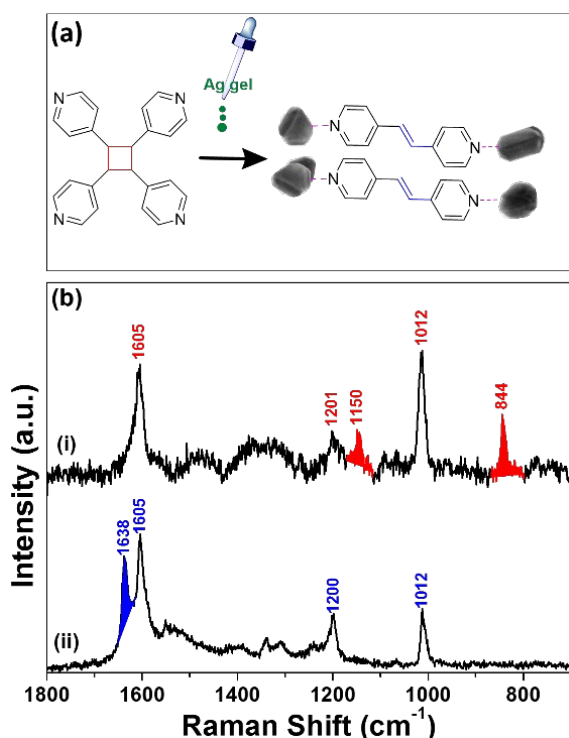 (a)
Ag gel
N N
N N
N N
N N
(b)
1605
1201
1150
1012
844
(i)
1638
1605
1200
1012
(ii)
Intensity (a.u.)
1800 1600 1400 1200 1000 800
Raman Shift (cm⁻¹)